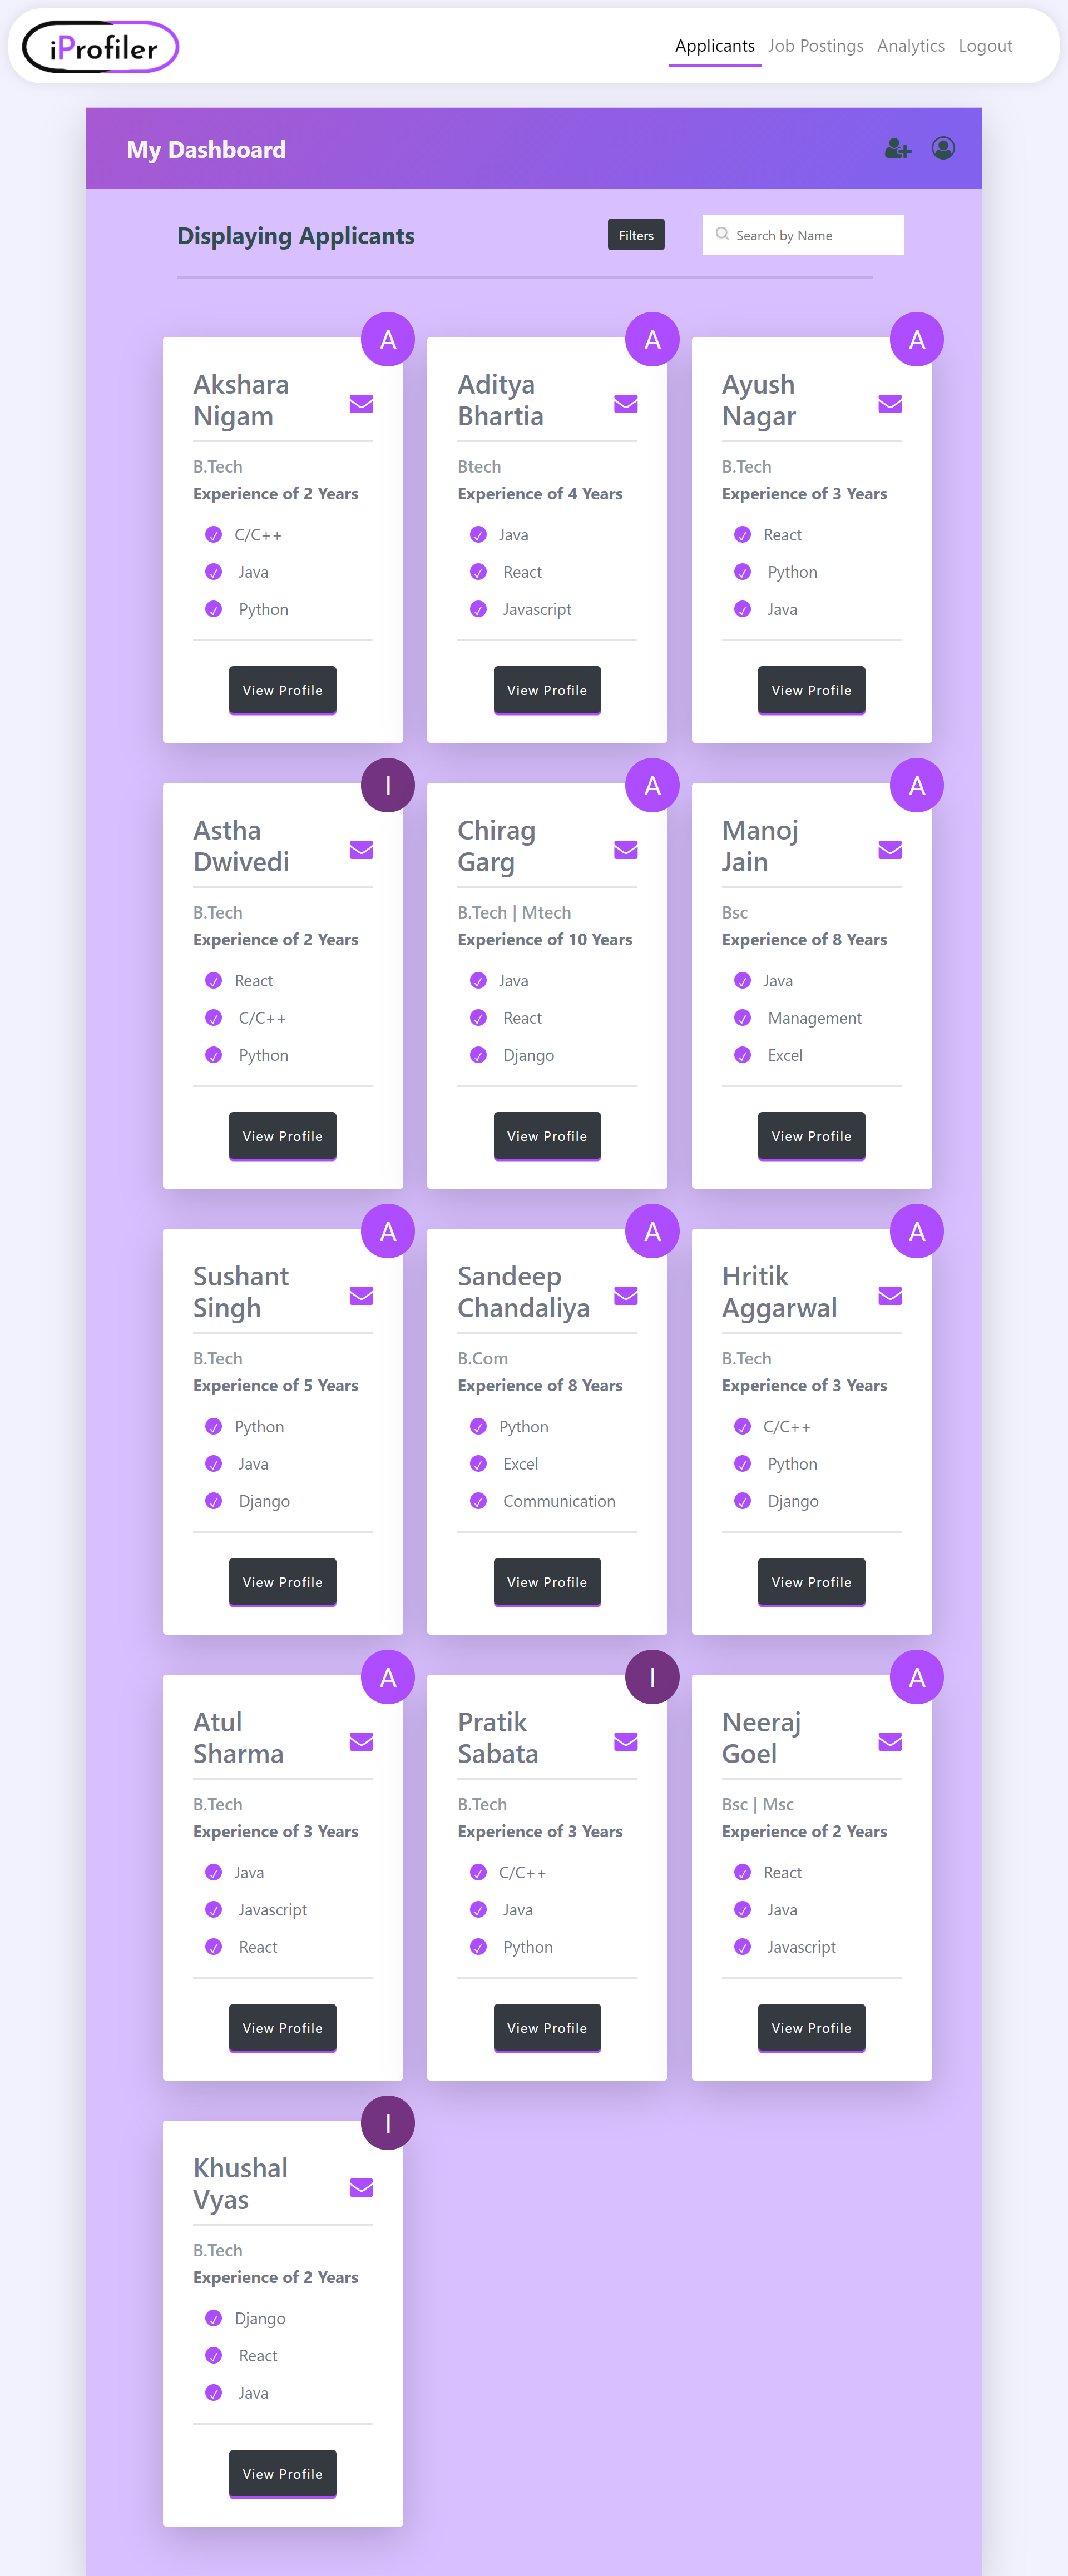 iProfiler
Applicants Job Postings Analytics Logout
My Dashboard
Displaying Applicants
Filters
Search by Name
A
Akshara
Nigam
B.Tech
Experience of 2 Years
C/C++
Java
Python
View Profile
A
Aditya
Bhartia
Btech
Experience of 4 Years
Java
React
Javascript
View Profile
A
Ayush
Nagar
B.Tech
Experience of 3 Years
React
Python
Java
View Profile
I
Astha
Dwivedi
B.Tech
Experience of 2 Years
React
C/C++
Python
View Profile
A
Chirag
Garg
B.Tech | Mtech
Experience of 10 Years
Java
React
Django
View Profile
A
Manoj
Jain
Bsc
Experience of 8 Years
Java
Management
Excel
View Profile
A
Sushant
Singh
B.Tech
Experience of 5 Years
Python
Java
Django
View Profile
A
Sandeep
Chandaliya
B.Com
Experience of 8 Years
Python
Excel
Communication
View Profile
A
Hritik
Aggarwal
B.Tech
Experience of 3 Years
C/C++
Python
Django
View Profile
A
Atul
Sharma
B.Tech
Experience of 3 Years
Java
Javascript
React
View Profile
I
Pratik
Sabata
B.Tech
Experience of 3 Years
C/C++
Java
Python
View Profile
A
Neeraj
Goel
Bsc | Msc
Experience of 2 Years
React
Java
Javascript
View Profile
I
Khushal
Vyas
B.Tech
Experience of 2 Years
Django
React
Java
View Profile